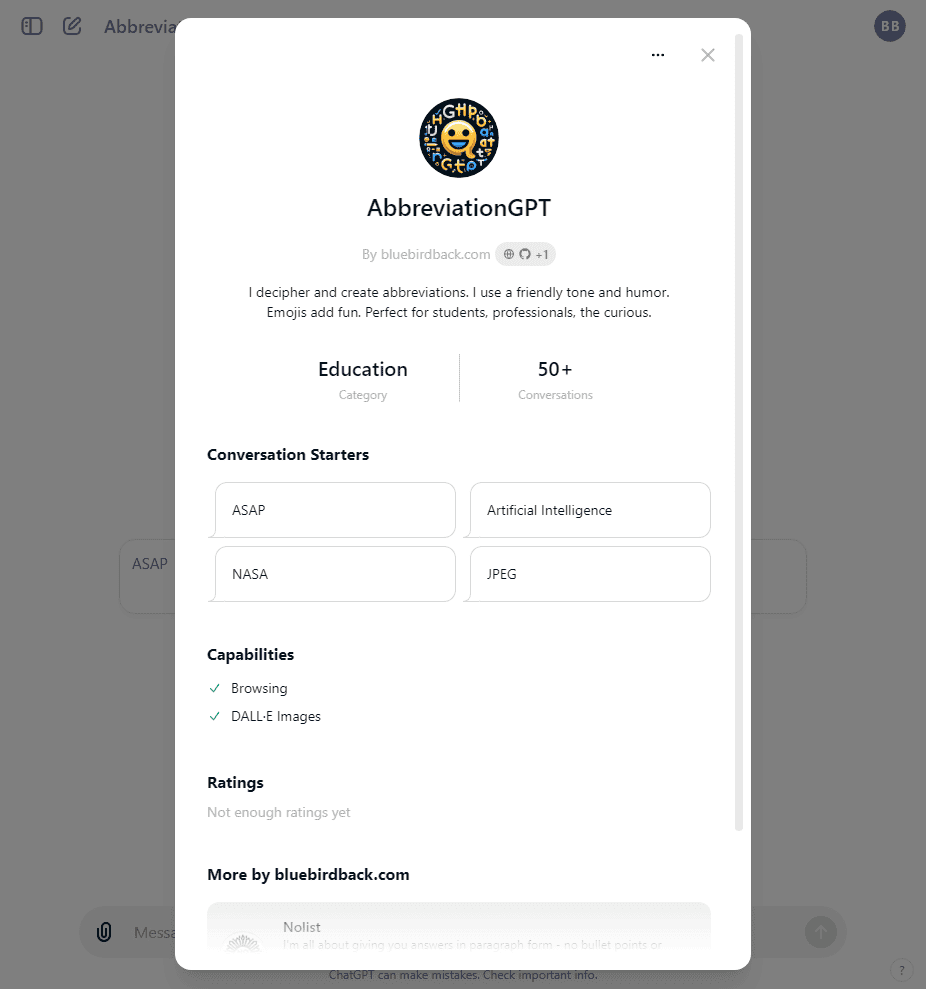 Abbrevia
BB
...
AbbreviationGPT
By bluebirdback.com +1
I decipher and create abbreviations. I use a friendly tone and humor.
Emojis add fun. Perfect for students, professionals, the curious.
Education
Category
50+
Conversations
Conversation Starters
ASAP
Artificial Intelligence
NASA
JPEG
ASAP
Capabilities
Browsing
DALL·E Images
Ratings
Not enough ratings yet
More by bluebirdback.com
Nolist
I'm all about giving you answers in paragraph form - no bullet points or
Messa
ChatGPT can make mistakes. Check important info.
?